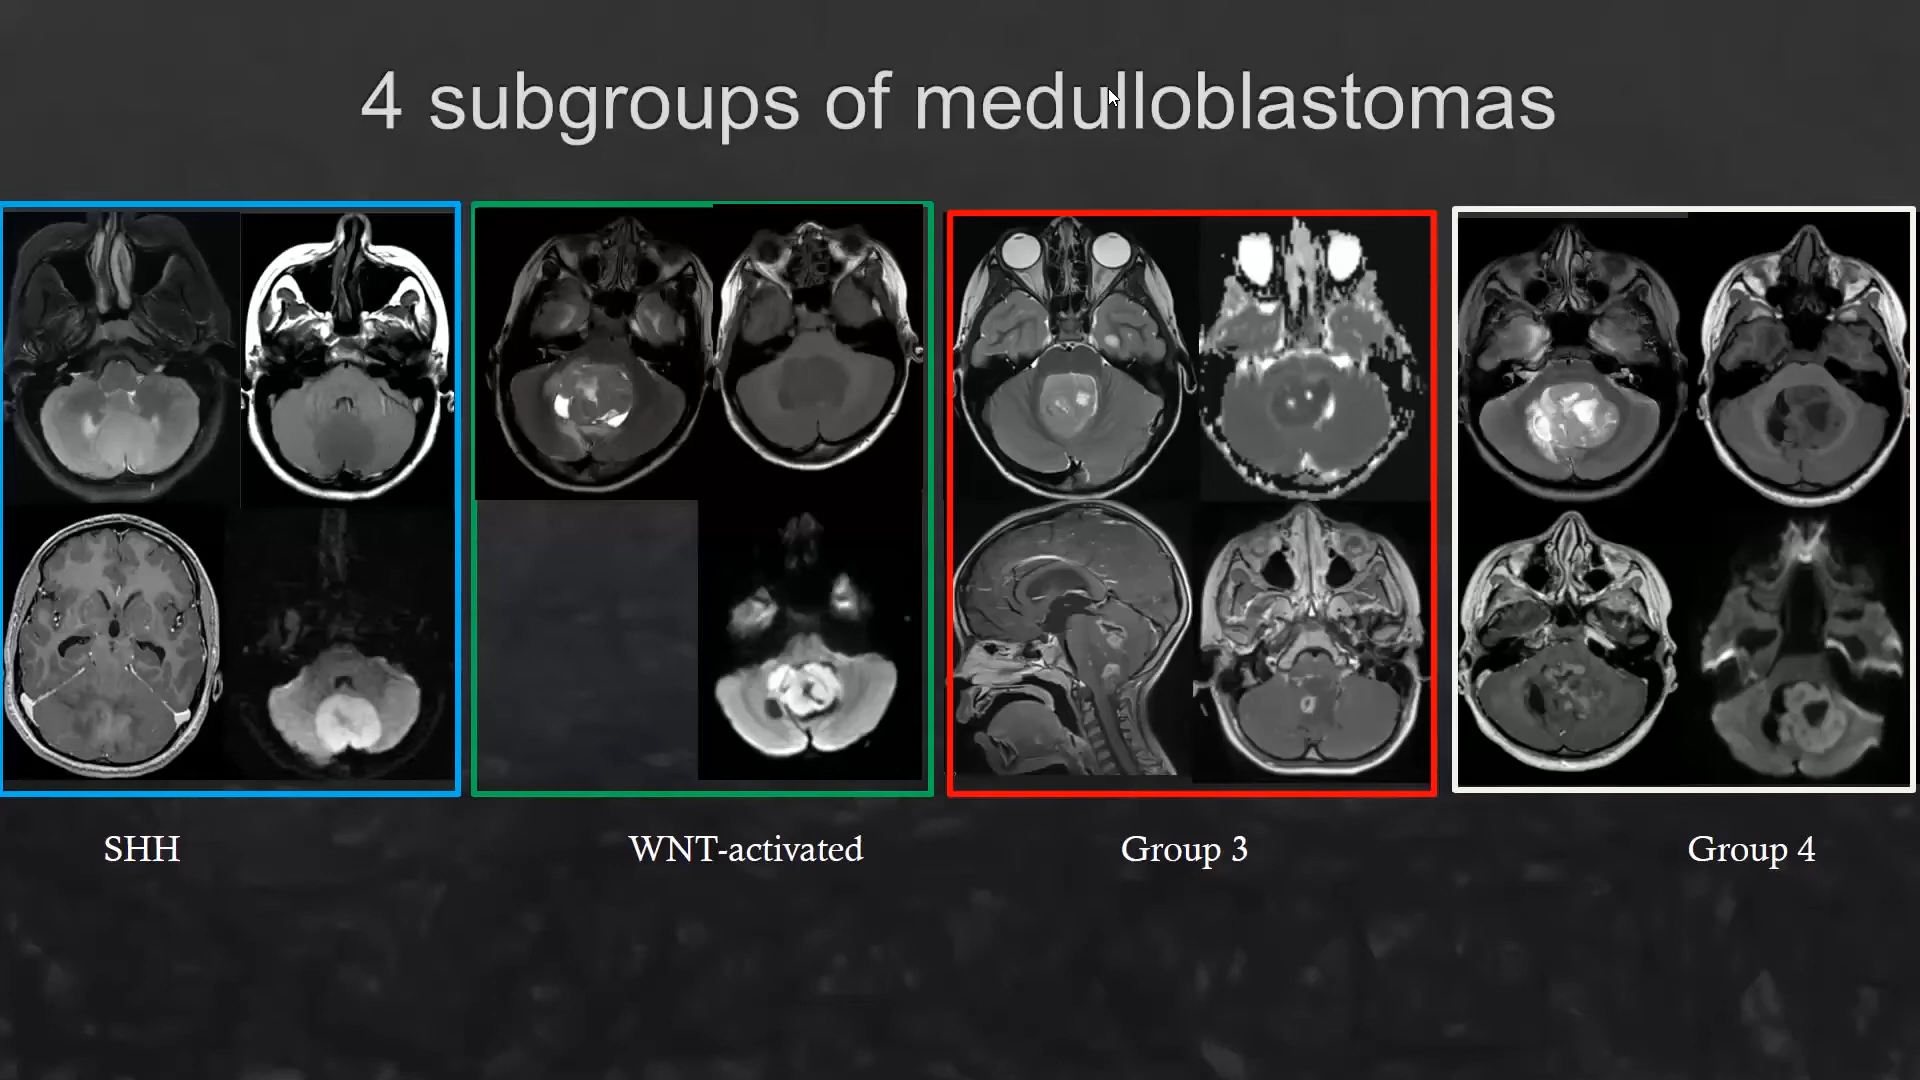 4 subgroups of medulloblastomas
SHH
WNT-activated
Group 3
Group 4